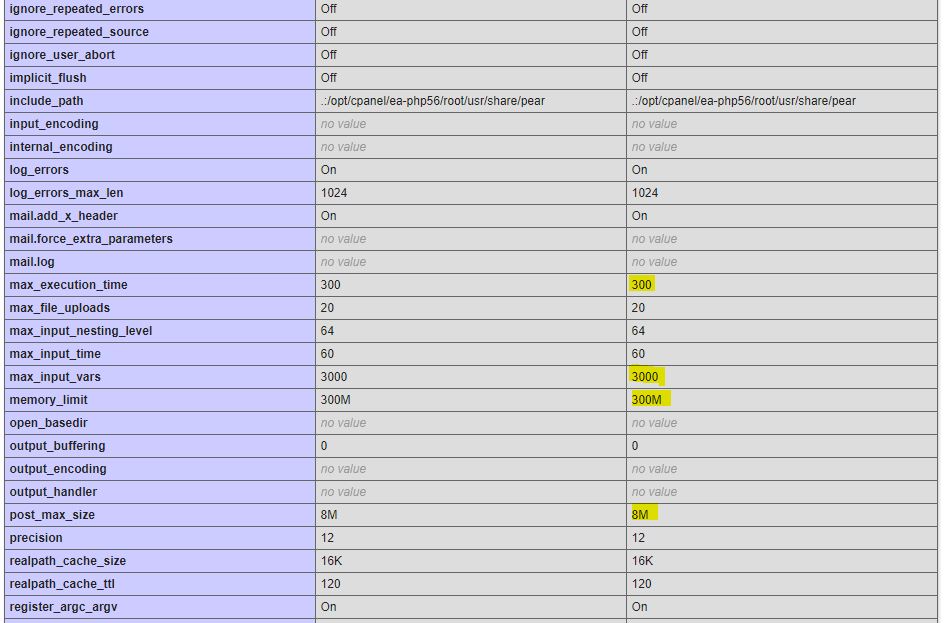 ignore_repeated_errors Off Off
ignore_repeated_source Off Off
ignore_user_abort Off Off
implicit_flush Off Off
include_path .:/opt/cpanel/ea-php56/root/usr/share/pear .:/opt/cpanel/ea-php56/root/usr/share/pear
input_encoding no value no value
internal_encoding no value no value
log_errors On On
log_errors_max_len 1024 1024
mail.add_x_header On On
mail.force_extra_parameters no value no value
mail.log no value no value
max_execution_time 300 300
max_file_uploads 20 20
max_input_nesting_level 64 64
max_input_time 60 60
max_input_vars 3000 3000
memory_limit 300M 300M
open_basedir no value no value
output_buffering 0 0
output_encoding no value no value
output_handler no value no value
post_max_size 8M 8M
precision 12 12
realpath_cache_size 16K 16K
realpath_cache_ttl 120 120
register_argc_argv On On